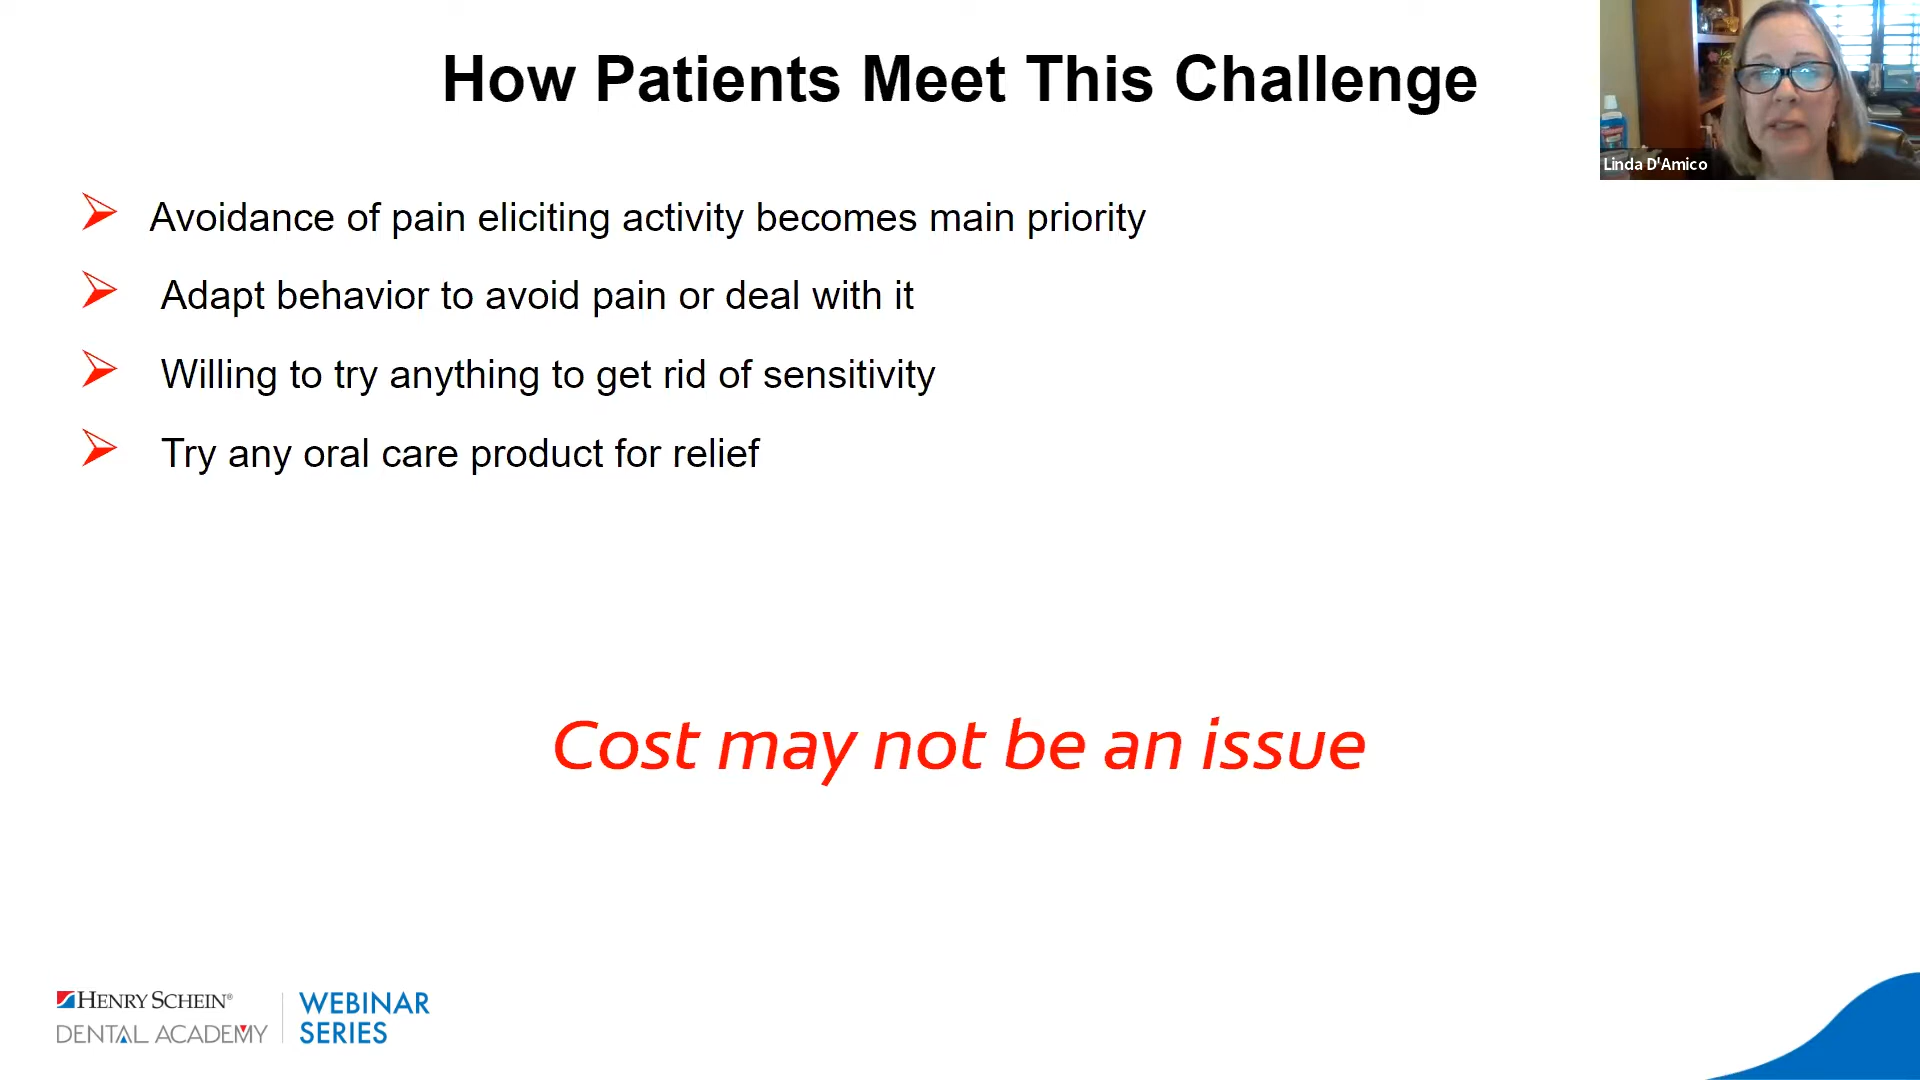 How Patients Meet This Challenge
Linda D'Amico
Avoidance of pain eliciting activity becomes main priority
Adapt behavior to avoid pain or deal with it
Willing to try anything to get rid of sensitivity
Try any oral care product for relief
Cost may not be an issue
HENRY SCHEIN®
DENTAL ACADEMY
WEBINAR
SERIES